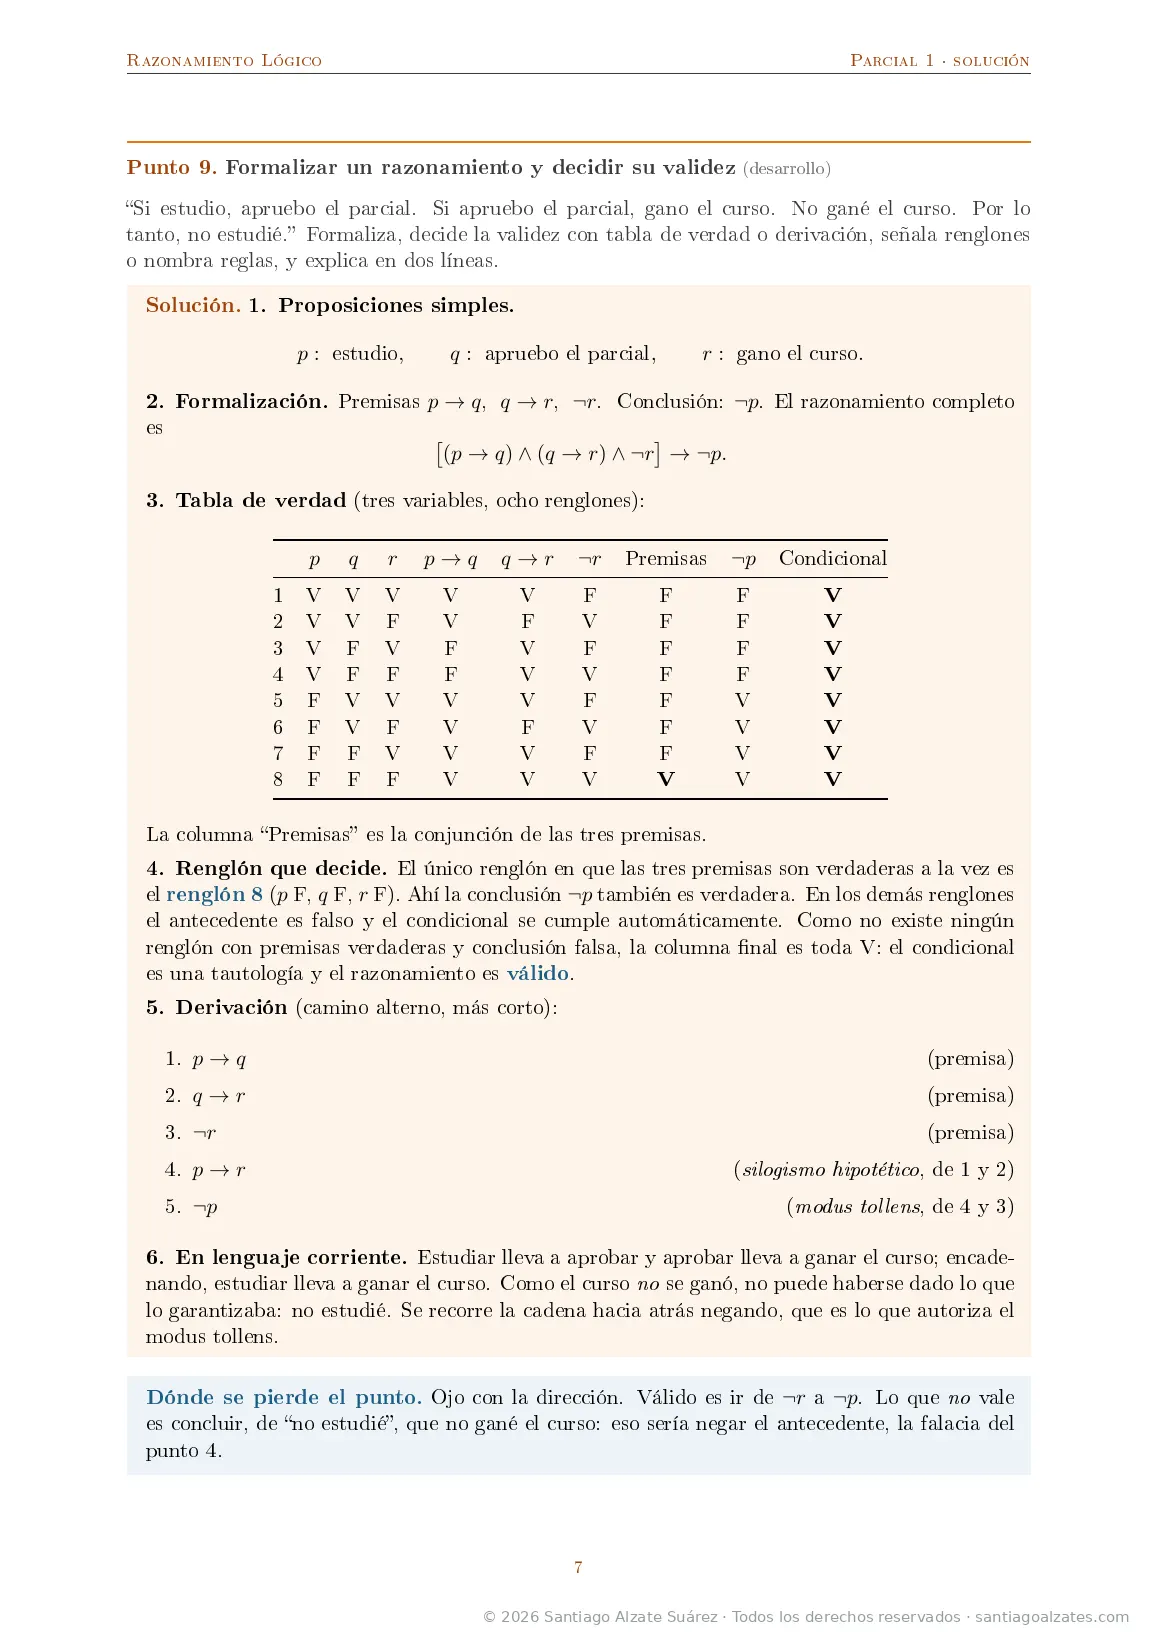 Razonamiento Lógico Parcial 1 · solución
Punto 9. Formalizar un razonamiento y decidir su validez (desarrollo)
“Si estudio, apruebo el parcial. Si apruebo el parcial, gano el curso. No gané el curso. Por lo
tanto, no estudié.” Formaliza, decide la validez con tabla de verdad o derivación, señala renglones
o nombra reglas, y explica en dos líneas.
Solución. 1. Proposiciones simples.
p : estudio, q : apruebo el parcial, r : gano el curso.
2. Formalización. Premisas p → q, q → r, ¬r. Conclusión: ¬p. El razonamiento completo
es
[(p → q) ∧ (q → r) ∧ ¬r] → ¬p.
3. Tabla de verdad (tres variables, ocho renglones):
p q r p → q q → r ¬r Premisas ¬p Condicional
1 V V V V V F F F V
2 V V F V F V F F V
3 V F V F V F F F V
4 V F F F V V F F V
5 F V V V V F F V V
6 F V F V F V F V V
7 F F V V V F F V V
8 F F F V V V V V V
La columna “Premisas” es la conjunción de las tres premisas.
4. Renglón que decide. El único renglón en que las tres premisas son verdaderas a la vez es
el renglón 8 (p F, q F, r F). Ahí la conclusión ¬p también es verdadera. En los demás renglones
el antecedente es falso y el condicional se cumple automáticamente. Como no existe ningún
renglón con premisas verdaderas y conclusión falsa, la columna final es toda V: el condicional
es una tautología y el razonamiento es válido.
5. Derivación (camino alterno, más corto):
1. p → q (premisa)
2. q → r (premisa)
3. ¬r (premisa)
4. p → r (silogismo hipotético, de 1 y 2)
5. ¬p (modus tollens, de 4 y 3)
6. En lenguaje corriente. Estudiar lleva a aprobar y aprobar lleva a ganar el curso; encade-
nando, estudiar lleva a ganar el curso. Como el curso no se ganó, no puede haberse dado lo que
lo garantizaba: no estudié. Se recorre la cadena hacia atrás negando, que es lo que autoriza el
modus tollens.
Dónde se pierde el punto. Ojo con la dirección. Válido es ir de ¬r a ¬p. Lo que no vale
es concluir, de “no estudié”, que no gané el curso: eso sería negar el antecedente, la falacia del
punto 4.
7
© 2026 Santiago Alzate Suárez · Todos los derechos reservados · santiagoalzates.com